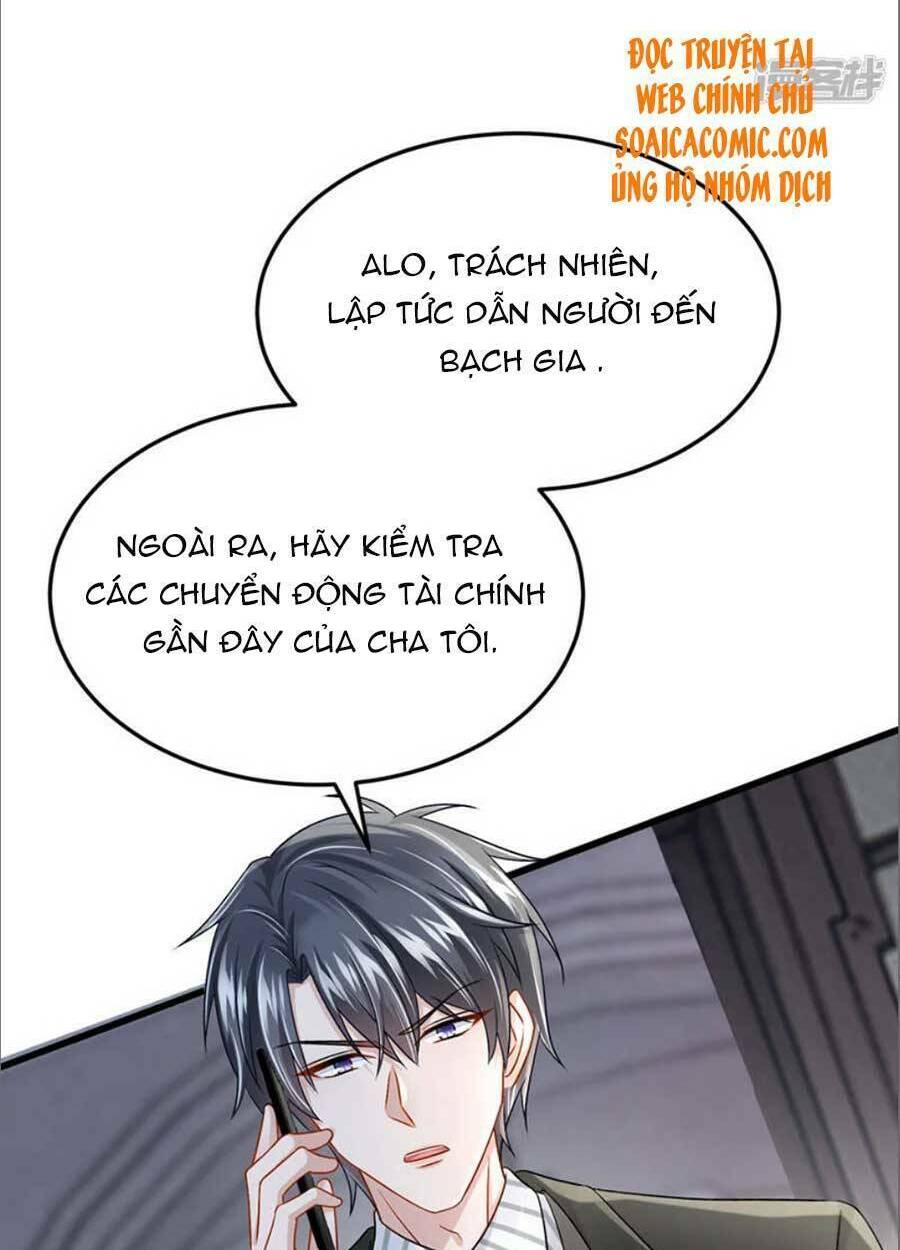 ĐỌC TRUYỆN TẠI
WEB CHÍNH CHỦ
SOAICACOMIC.COM
ỦNG HỘ NHÓM DỊCH
ALO, TRÁCH NHIÊN,
LẬP TỨC DẪN NGƯỜI ĐẾN
BẠCH GIA .
NGOÀI RA, HÃY KIỂM TRA
CÁC CHUYỂN ĐỘNG TÀI CHÍNH
GẦN ĐÂY CỦA CHA TÔI.